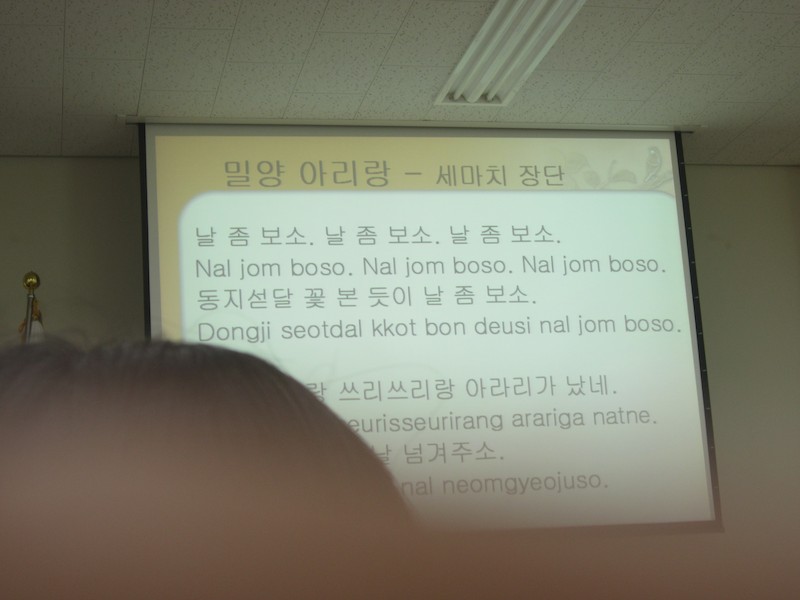 밀양 아리랑 - 세마치 장단
날 좀 보소. 날 좀 보소. 날 좀 보소.
Nal jom boso. Nal jom boso. Nal jom boso.
동지섣달 꽃 본 듯이 날 좀 보소.
Dongji seotdal kkot bon deusi nal jom boso.
쓰리쓰리랑 아라리가 났네.
eurisseurirang arariga natne.
날 넘겨주소.
nal neomgyeojuso.